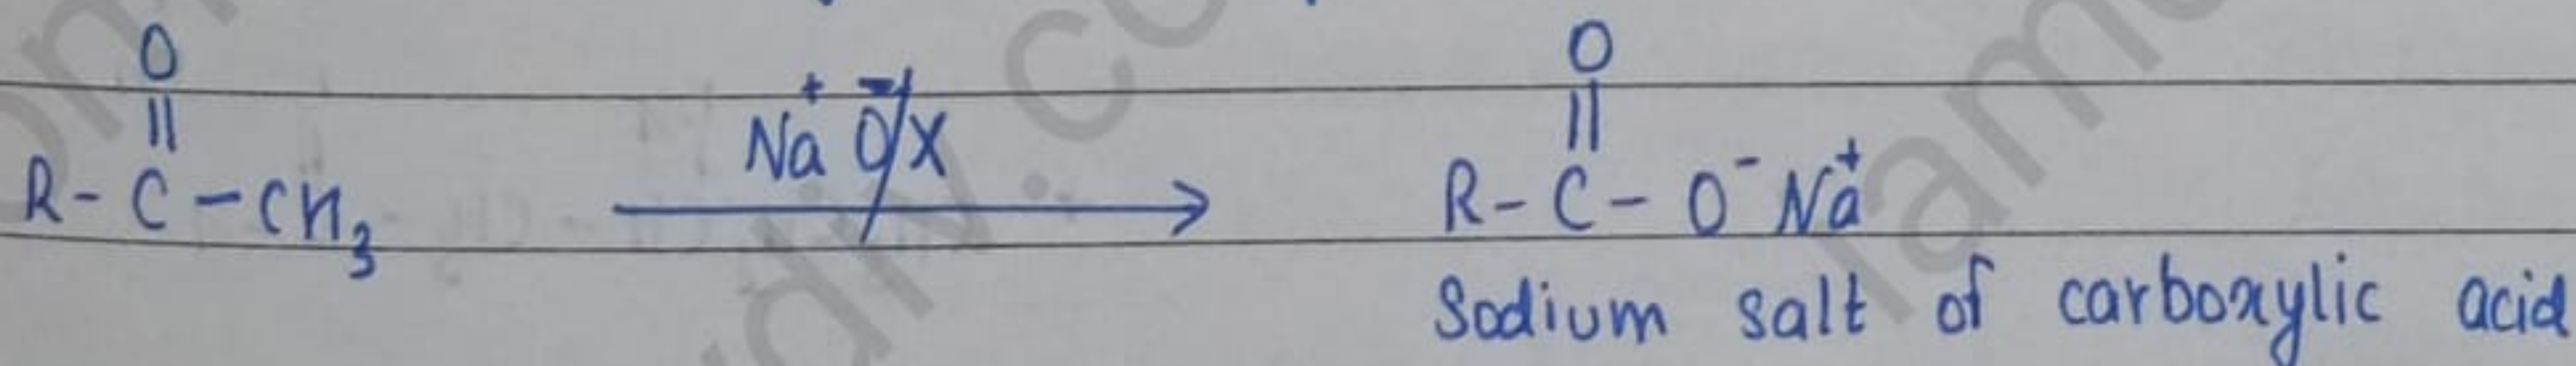 O
||
R - C - CH₃ Na⁺ O⁻/X → R - C - O⁻ Na⁺
O
||
Sodium salt of carboxylic acid